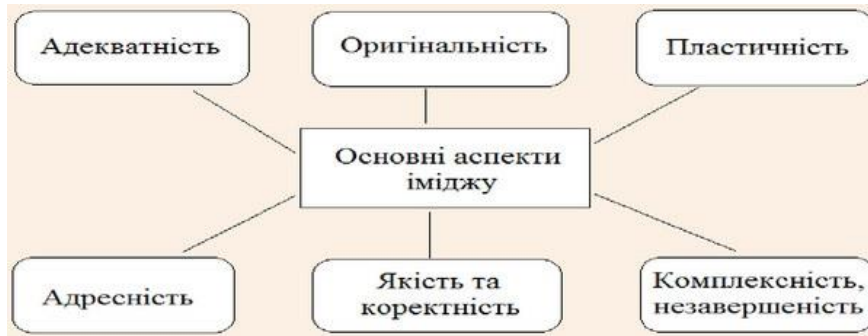 Адекватність
Оригінальність
Пластичність
Основні аспекти
іміджу
Адресність
Якість та
коректність
Комплексність,
незавершеність